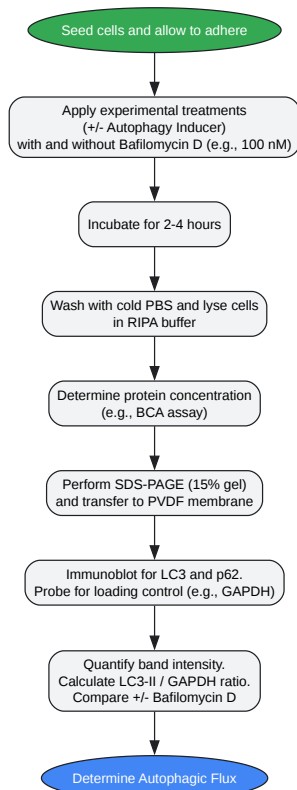 Seed cells and allow to adhere
Apply experimental treatments
(+/- Autophagy Inducer)
with and without Bafilomycin D (e.g., 100 nM)
Incubate for 2-4 hours
Wash with cold PBS and lyse cells
in RIPA buffer
Determine protein concentration
(e.g., BCA assay)
Perform SDS-PAGE (15% gel)
and transfer to PVDF membrane
Immunoblot for LC3 and p62.
Probe for loading control (e.g., GAPDH)
Quantify band intensity.
Calculate LC3-II / GAPDH ratio.
Compare +/- Bafilomycin D
Determine Autophagic Flux